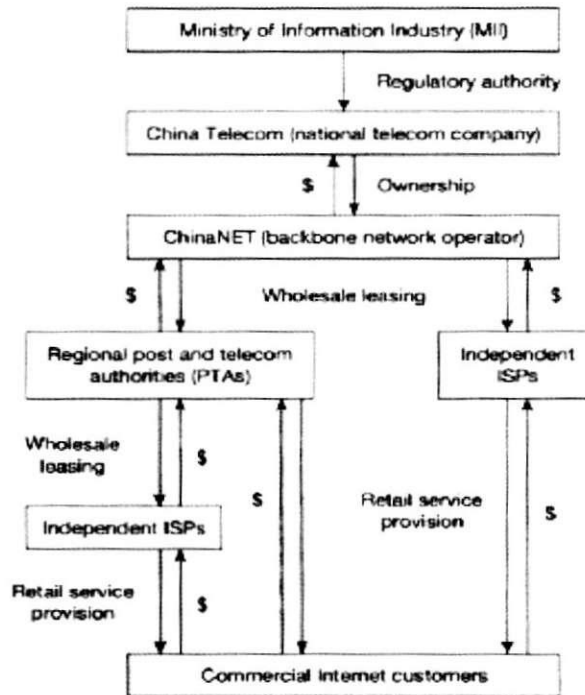 Ministry of Information Industry (MII)
Regulatory authority
China Telecom (national telecom company)
$
Ownership
ChinaNET (backbone network operator)
$
Wholesale leasing
$
Regional post and telecom
authorities (PTAs)
Independent
ISPs
Wholesale
leasing
$
Independent ISPs
$
Retail service
provision
$
Retail service
provision
$
Commercial Internet customers